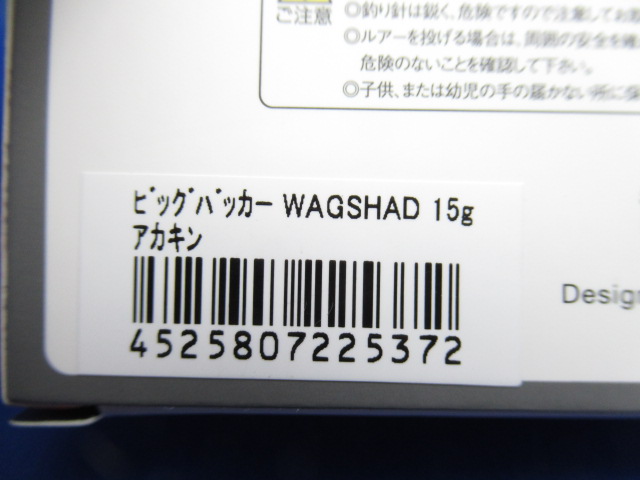 ご注意
◎釣り針は鋭く、危険ですので注意してお
◎ルアーを投げる場合は、周囲の安全を確
危険のないことを確認して下さい。
◎子供、または幼児の手の届かない所に保
ﾋﾞｯｸﾞﾊﾞｯｶｰ WAGSHAD 15g
アカキン
4525807225372
Design